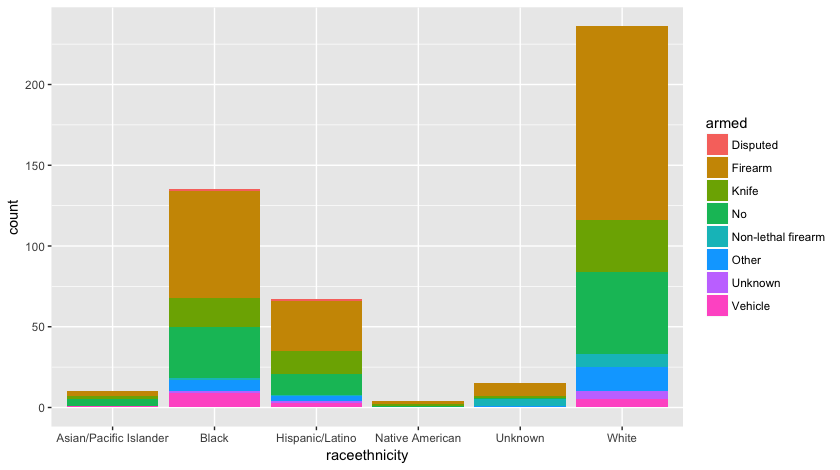 armed
Disputed
Firearm
Knife
No
Non-lethal firearm
Other
Unknown
Vehicle
count
200
150
100
50
0
Asian/Pacific Islander Black Hispanic/Latino Native American Unknown White
raceethnicity